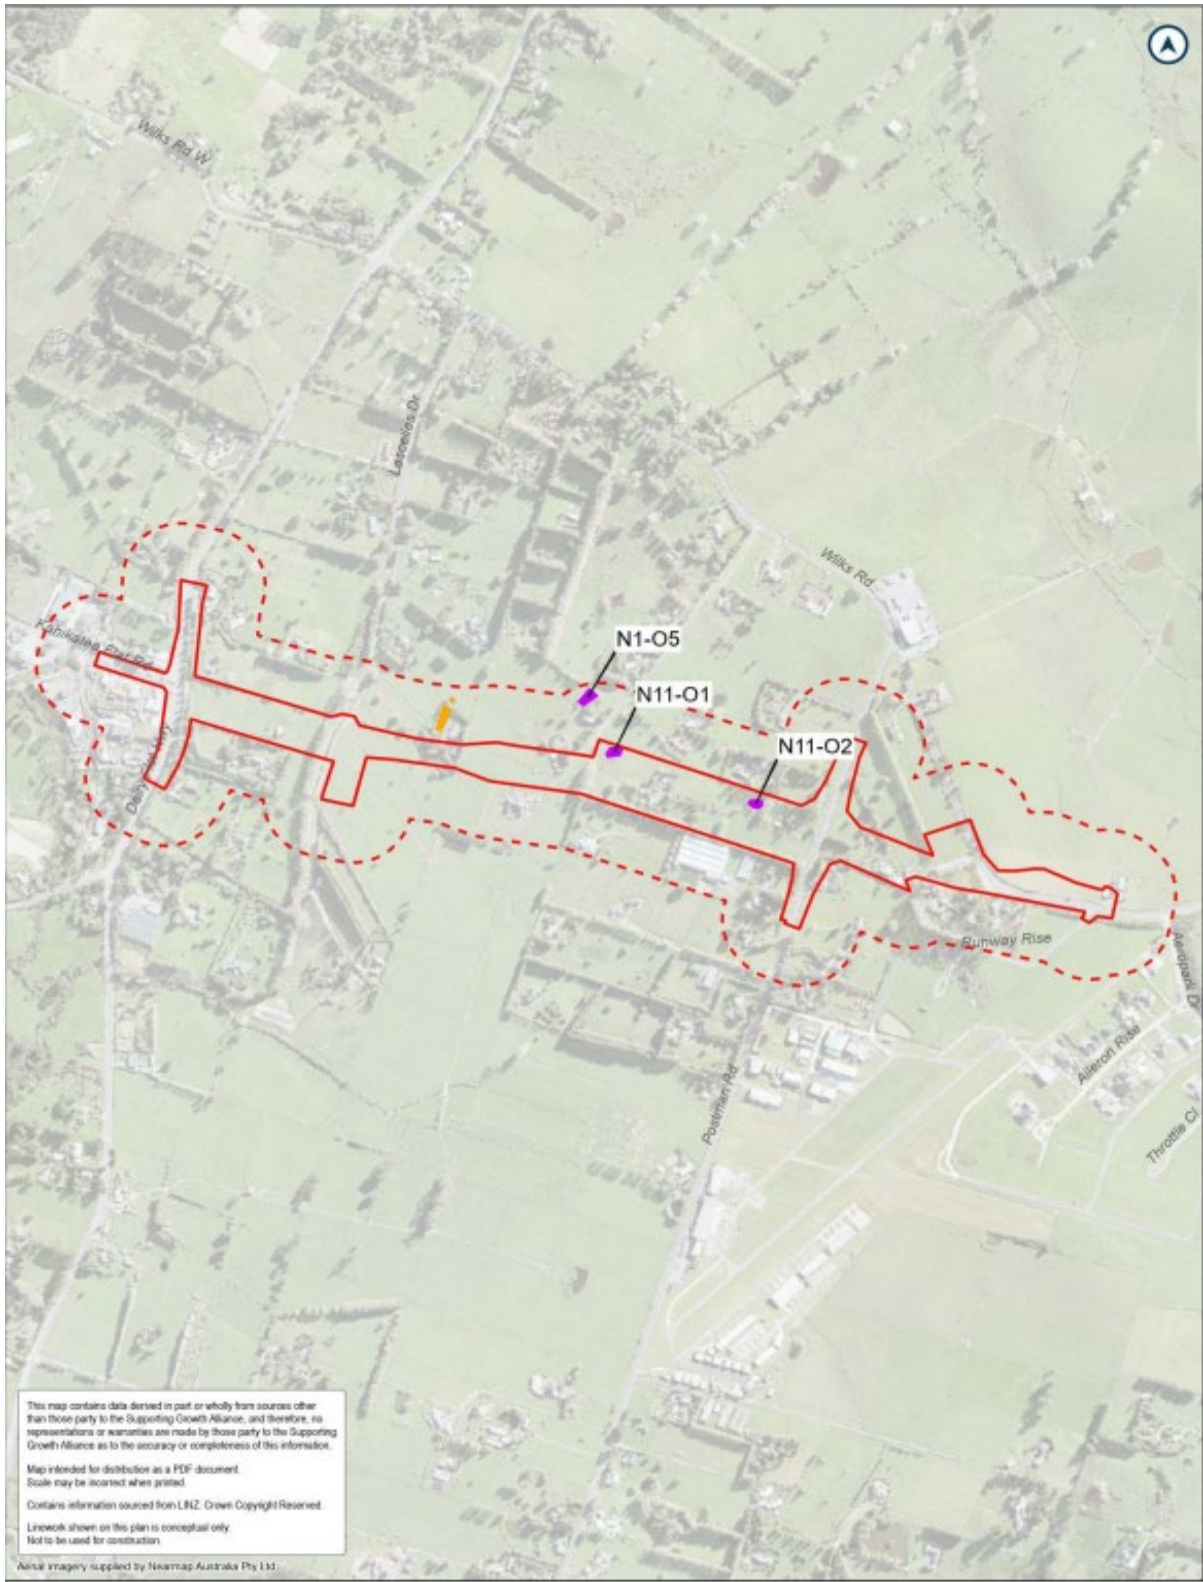 Wilks Rd W
Lascelles Dr
Wilks Rd
N1-O5
Kahikatea Flat Rd
N11-O1
N11-O2
Runway Rise
Aeropark D
Aileron Rise
Postman Rd
Throttle Cl
This map contains data derived in part or wholly from sources other
than those party to the Supporting Growth Alliance, and therefore, no
representations or warranties are made by those party to the Supporting
Growth Alliance as to the accuracy or completeness of this information.
Map intended for distribution as a PDF document.
Scale may be incorrect when printed.
Contains information sourced from LINZ. Crown Copyright Reserved.
Linework shown on this plan is conceptual only.
Not to be used for construction.
Aerial imagery supplied by Nearmap Australia Pty Ltd